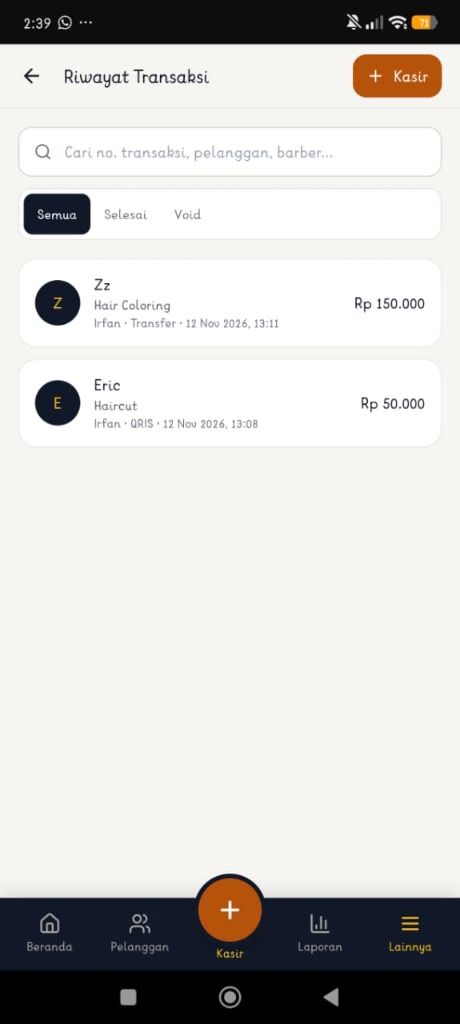 2:39
71
Riwayat Transaksi
+ Kasir
Cari no. transaksi, pelanggan, barber...
Semua
Selesai
Void
Z
Zz
Hair Coloring
Irfan · Transfer · 12 Nov 2026, 13:11
Rp 150.000
E
Eric
Haircut
Irfan · QRIS · 12 Nov 2026, 13:08
Rp 50.000
Beranda
Pelanggan
Kasir
Laporan
Lainnya